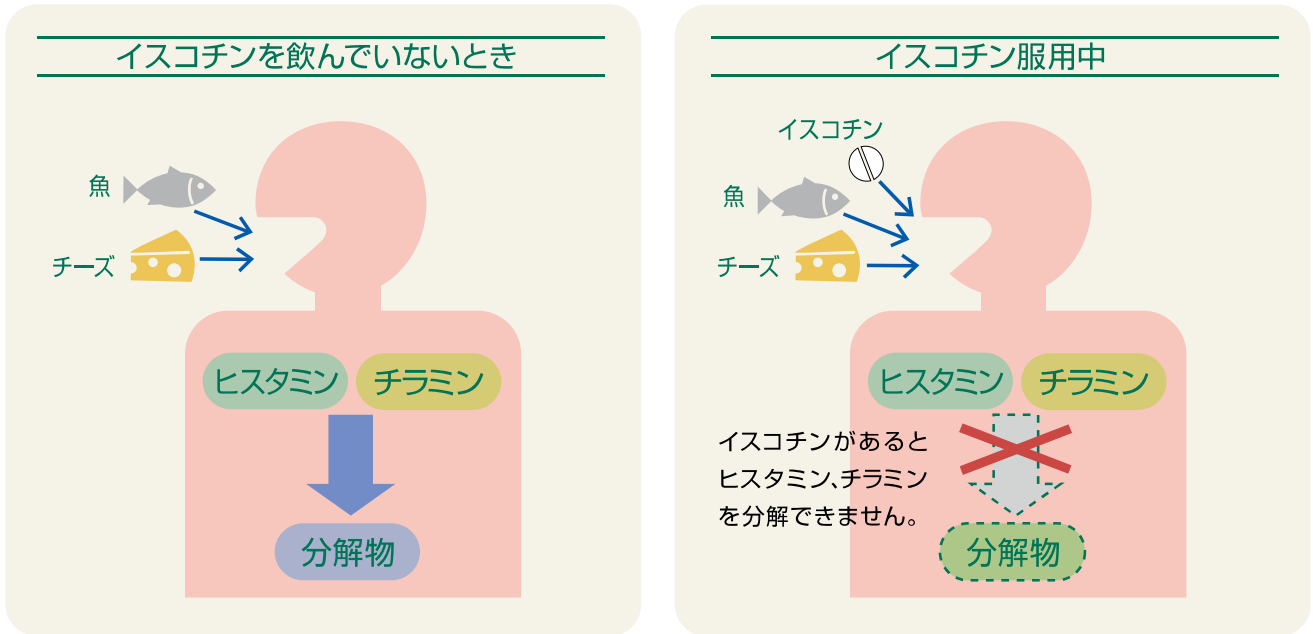 イスコチンを飲んでいないとき
魚
チーズ
ヒスタミン
チラミン
分解物
イスコチン服用中
イスコチン
魚
チーズ
ヒスタミン
チラミン
イスコチンがあると
ヒスタミン、チラミン
を分解できません。
分解物